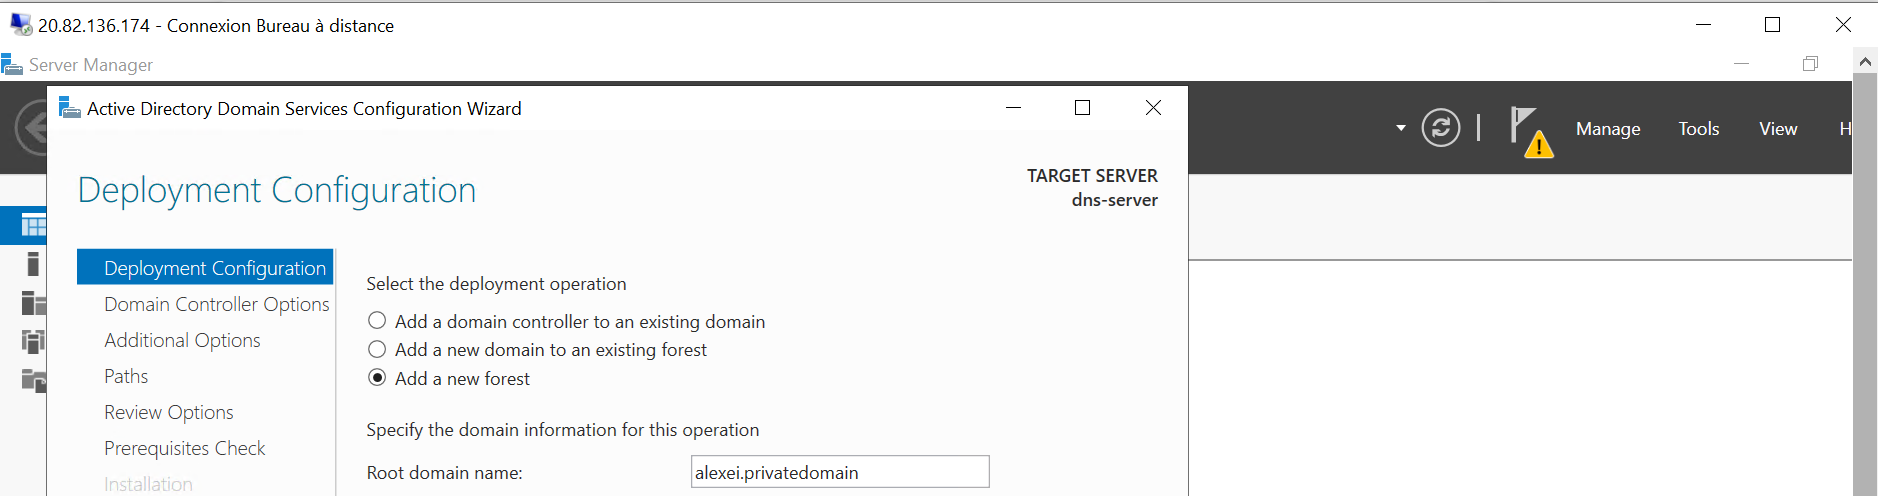 20.82.136.174 - Connexion Bureau à distance
Server Manager
Active Directory Domain Services Configuration Wizard
Manage Tools View H
Deployment Configuration
TARGET SERVER
dns-server
Deployment Configuration
Domain Controller Options
Additional Options
Paths
Review Options
Prerequisites Check
Installation
Select the deployment operation
Add a domain controller to an existing domain
Add a new domain to an existing forest
Add a new forest
Specify the domain information for this operation
Root domain name: alexei.privatedomain